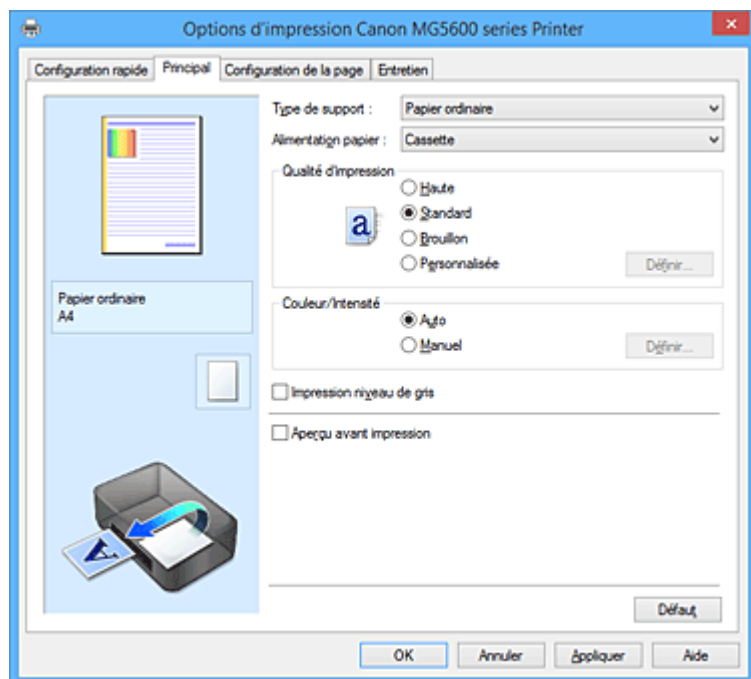 Options d'impression Canon MG5600 series Printer
Configuration rapide Principal Configuration de la page Entretien
Type de support : Papier ordinaire
Alimentation papier : Cassette
Qualité d'impression
Haute
a Standard
Brouillon
Personnalisée Définir...
Papier ordinaire
A4
Couleur/Intensité
Auto
Manuel Définir...
Impression niveau de gris
Aperçu avant impression
A
Défaut
OK Annuler Appliquer Aide